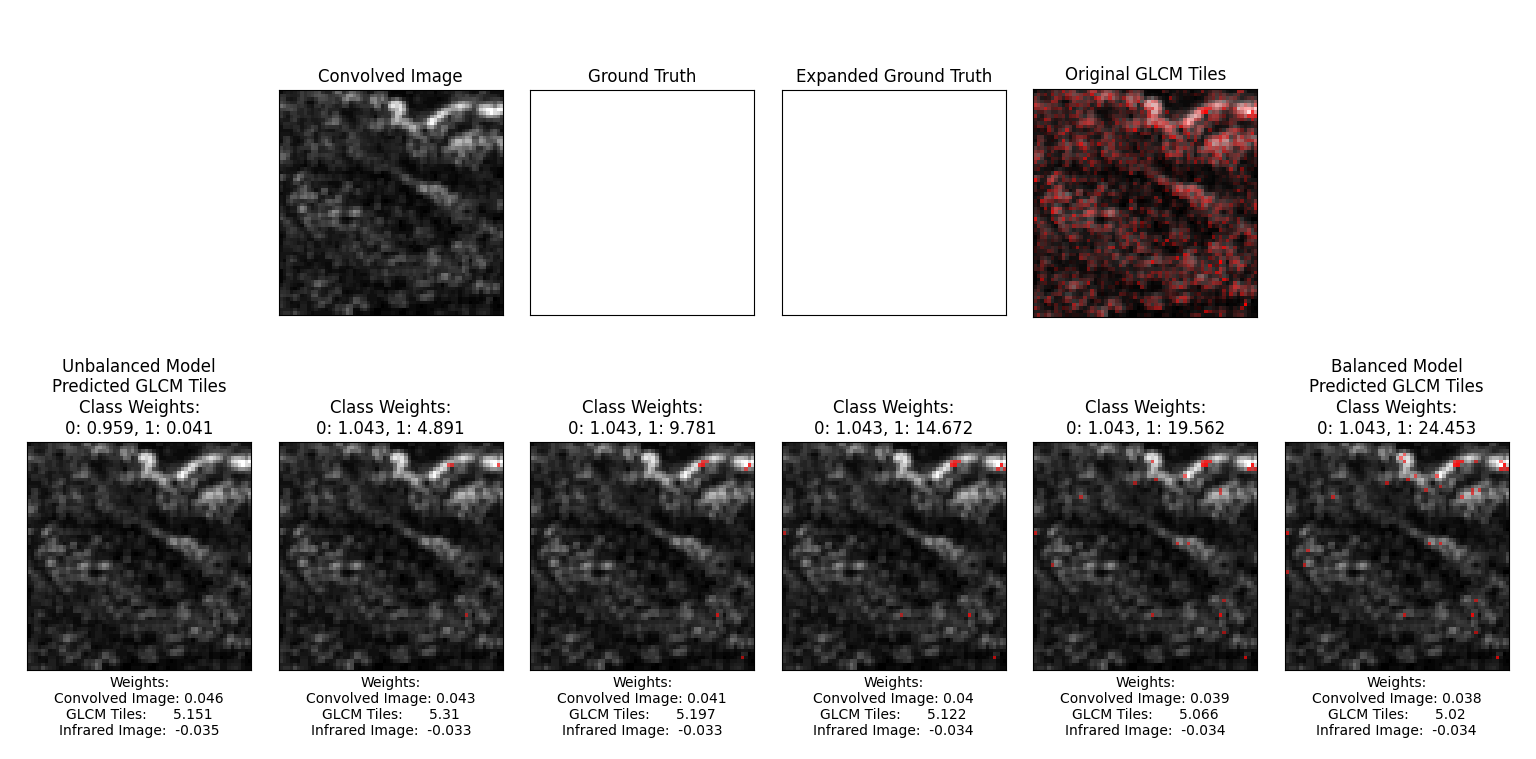 Convolved Image
Ground Truth
Expanded Ground Truth
Original GLCM Tiles
Unbalanced Model
Predicted GLCM Tiles
Class Weights:
0: 0.959, 1: 0.041
Class Weights:
0: 1.043, 1: 4.891
Class Weights:
0: 1.043, 1: 9.781
Class Weights:
0: 1.043, 1: 14.672
Class Weights:
0: 1.043, 1: 19.562
Balanced Model
Predicted GLCM Tiles
Class Weights:
0: 1.043, 1: 24.453
Weights:
Convolved Image: 0.046
GLCM Tiles: 5.151
Infrared Image: -0.035
Weights:
Convolved Image: 0.043
GLCM Tiles: 5.31
Infrared Image: -0.033
Weights:
Convolved Image: 0.041
GLCM Tiles: 5.197
Infrared Image: -0.033
Weights:
Convolved Image: 0.04
GLCM Tiles: 5.122
Infrared Image: -0.034
Weights:
Convolved Image: 0.039
GLCM Tiles: 5.066
Infrared Image: -0.034
Weights:
Convolved Image: 0.038
GLCM Tiles: 5.02
Infrared Image: -0.034